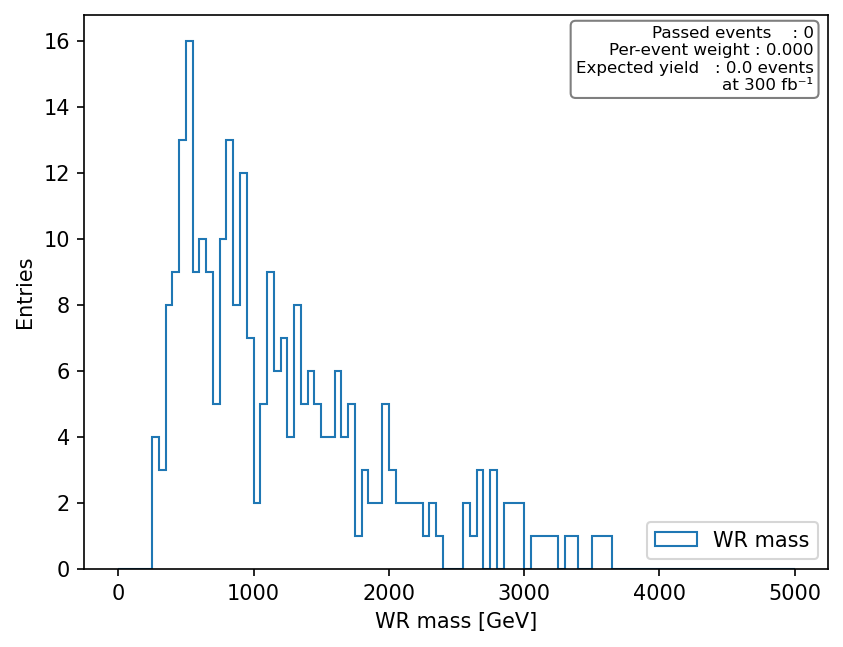 Passed events : 0
Per-event weight : 0.000
Expected yield : 0.0 events
at 300 fb⁻¹
16
14
12
10
8
6
4
2
0
Entries
WR mass
0 1000 2000 3000 4000 5000
WR mass [GeV]